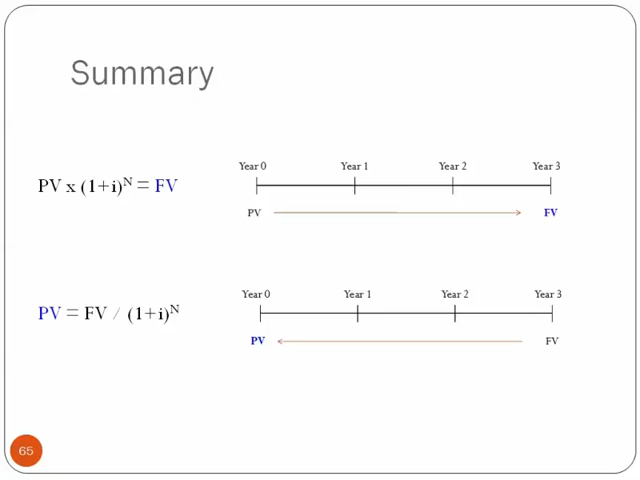 Summary
Year 0 Year 1 Year 2 Year 3
PV x (1+i)^N = FV
PV FV
Year 0 Year 1 Year 2 Year 3
PV = FV / (1+i)^N
PV FV
65